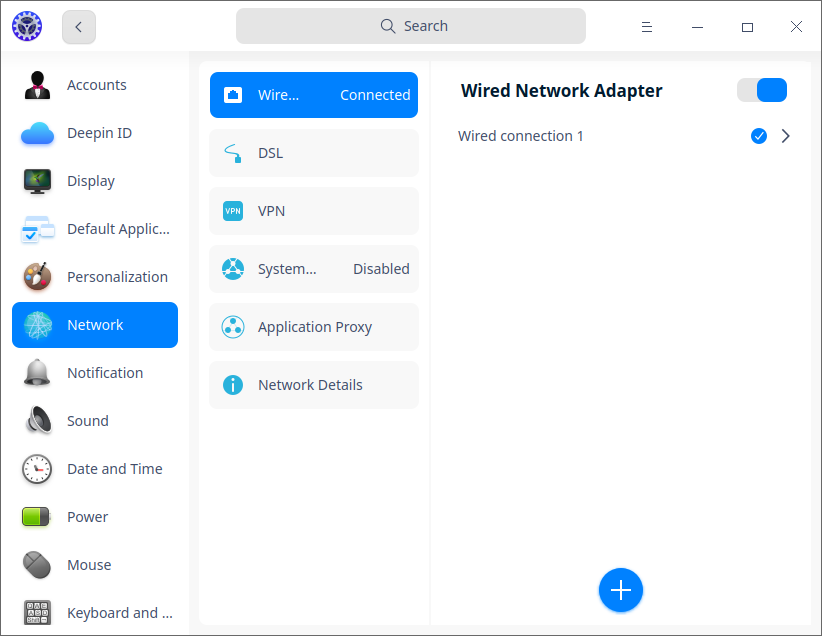 Search
Accounts
Deepin ID
Display
Default Applic...
Personalization
Network
Notification
Sound
Date and Time
Power
Mouse
Keyboard and ...
Wire... Connected
DSL
VPN VPN
System... Disabled
Application Proxy
Network Details
Wired Network Adapter
Wired connection 1